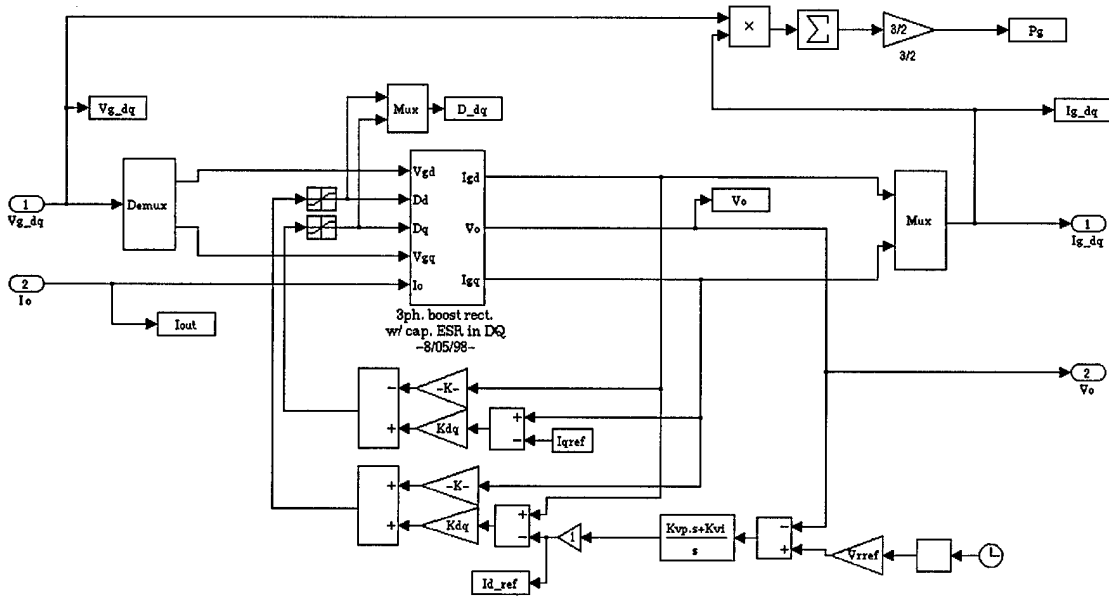 ×
∑
3/2
3/2
Pg
Vg_dq
Mux
D_dq
Ig_dq
1
Vg_dq
Demux
Vgd
Dd
Dq
Vgq
Io
Igd
Vo
Igq
Vo
Mux
1
Ig_dq
2
Io
Iout
3ph. boost rect.
w/ cap. ESR in DQ
-8/05/98-
-
+
-K-
Kdq
+
-
Iqref
2
Vo
+
+
-K-
Kdq
+
-
1
Kvp.s+Kvi
s
-
+
Vrref
Id_ref